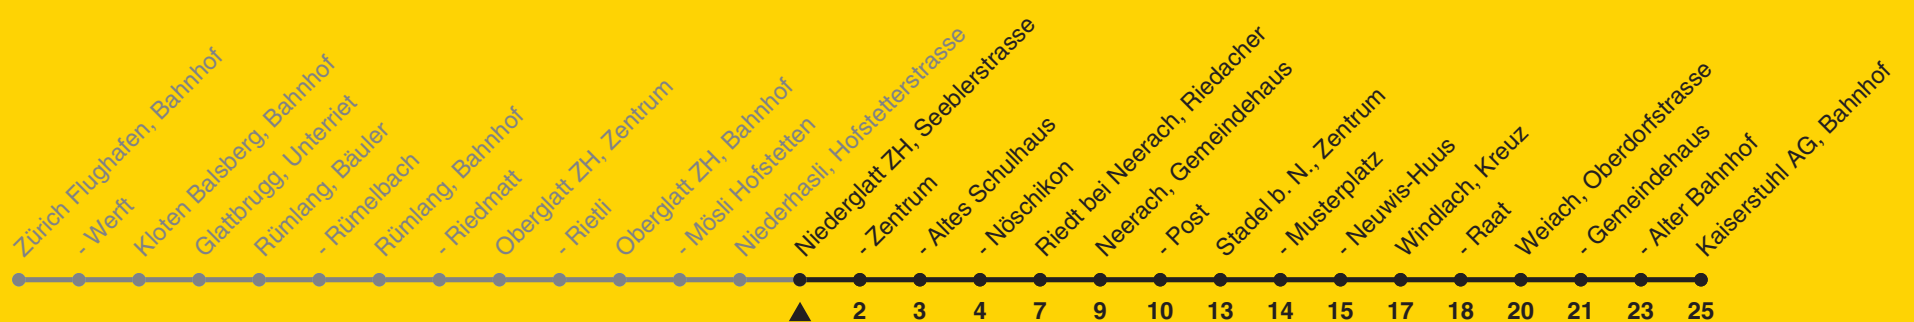 Zürich Flughafen, Bahnhof
- Werft
Kloten Balsberg, Bahnhof
Glattbrugg, Unterriet
Rümlang, Bäuler
- Rümelbach
Rümlang, Bahnhof
- Riedmatt
Oberglatt ZH, Zentrum
- Rietli
Oberglatt ZH, Bahnhof
- Mösli Hofstetten
Niederhasli, Hofstetterstrasse
Niederglatt ZH, Seeblerstrasse
- Zentrum
- Altes Schulhaus
- Nöschikon
Riedt bei Neerach, Riedacher
Neerach, Gemeindehaus
- Post
Stadel b. N., Zentrum
- Musterplatz
- Neuwis-Huus
Windlach, Kreuz
- Raat
Weiach, Oberdorfstrasse
- Gemeindehaus
- Alter Bahnhof
Kaiserstuhl AG, Bahnhof
2 3 4 7 9 10 13 14 15 17 18 20 21 23 25